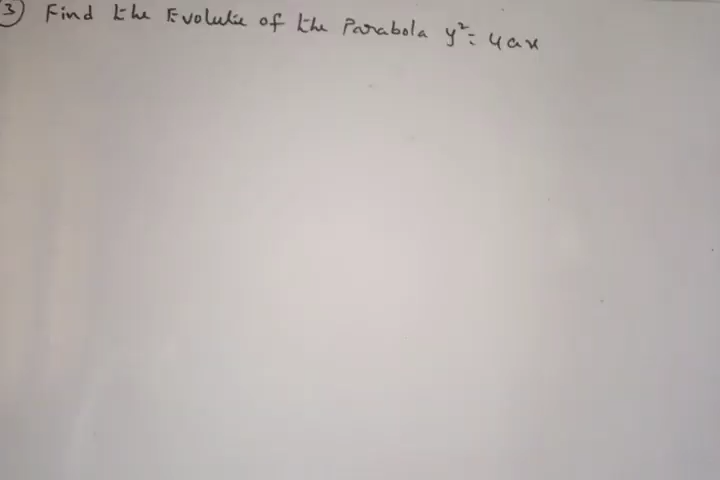 3 Find the Evolute of the Parabola y² = 4ax